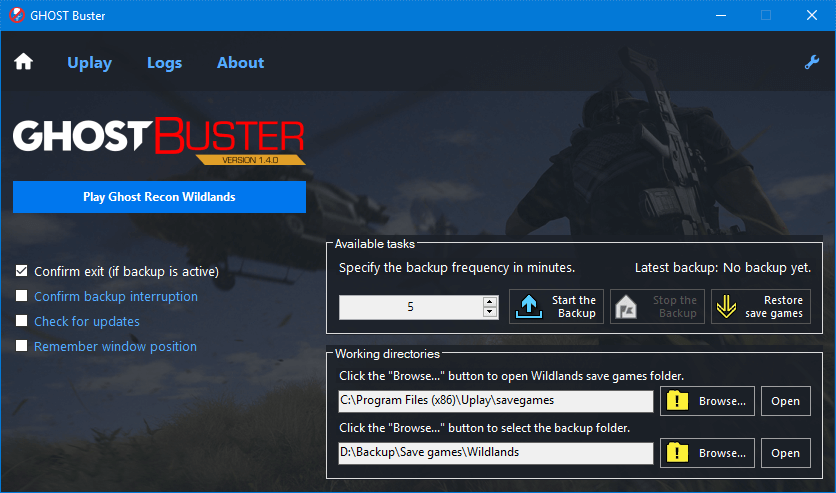 GHOST Buster
Uplay
Logs
About
GHOSTBUSTER
VERSION 1.4.0
Play Ghost Recon Wildlands
Confirm exit (if backup is active)
Confirm backup interruption
Check for updates
Remember window position
Available tasks
Specify the backup frequency in minutes.
Latest backup: No backup yet.
5
Start the
Backup
Stop the
Backup
Restore
save games
Working directories
Click the "Browse..." button to open Wildlands save games folder.
C:\Program Files (x86)\Uplay\savegames
Browse...
Open
Click the "Browse..." button to select the backup folder.
D:\Backup\Save games\Wildlands
Browse...
Open